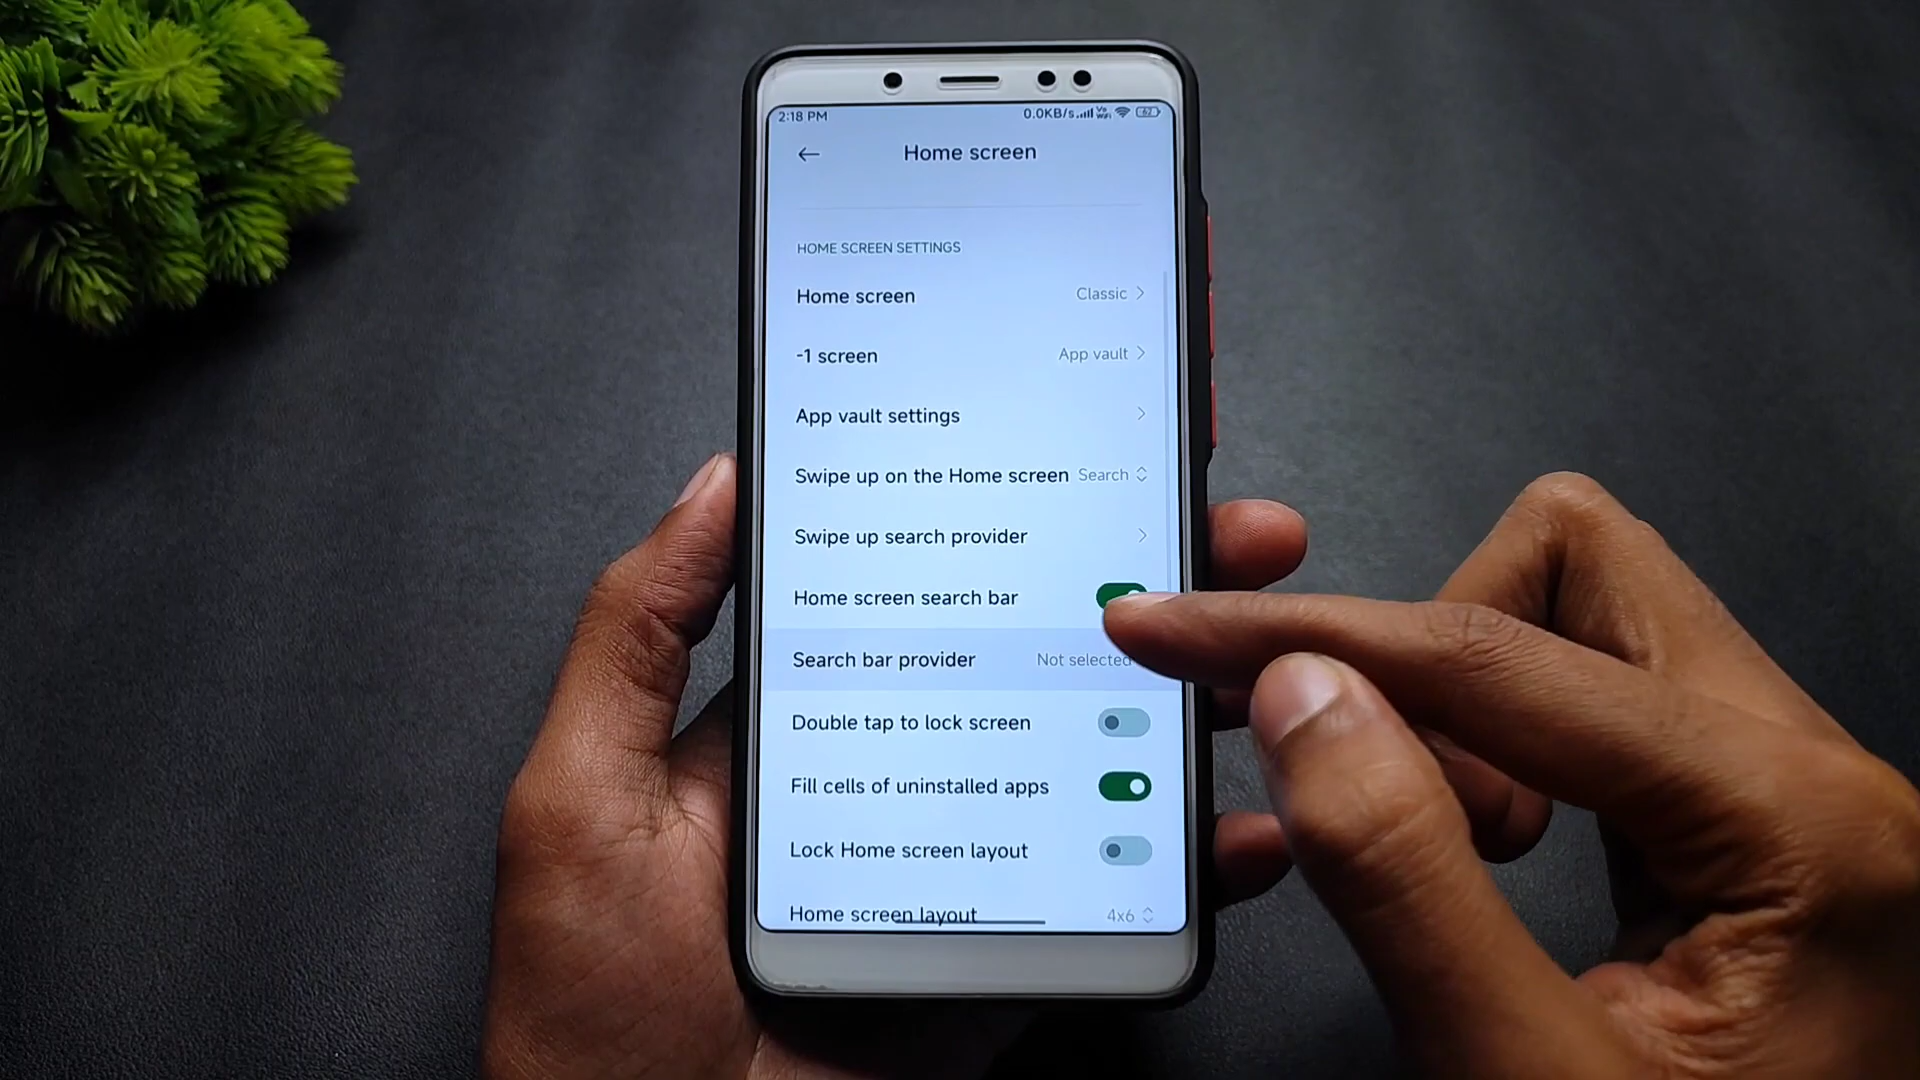 2:18 PM 0.0KB/s Vo WiFi 62
Home screen
HOME SCREEN SETTINGS
Home screen Classic
-1 screen App vault
App vault settings
Swipe up on the Home screen Search
Swipe up search provider
Home screen search bar
Search bar provider Not selected
Double tap to lock screen
Fill cells of uninstalled apps
Lock Home screen layout
Home screen layout 4x6